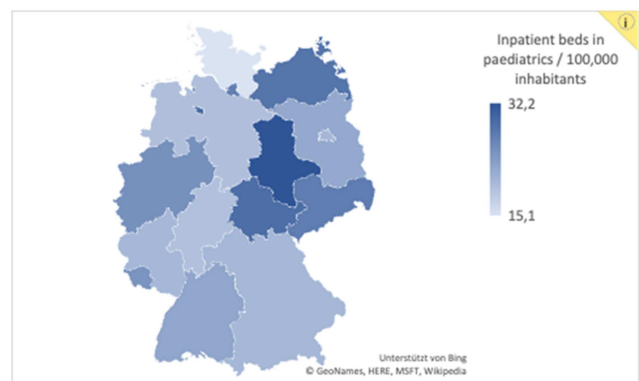 Inpatient beds in
paediatrics / 100,000
inhabitants
32,2
15,1
Unterstützt von Bing
© GeoNames, HERE, MSFT, Wikipedia